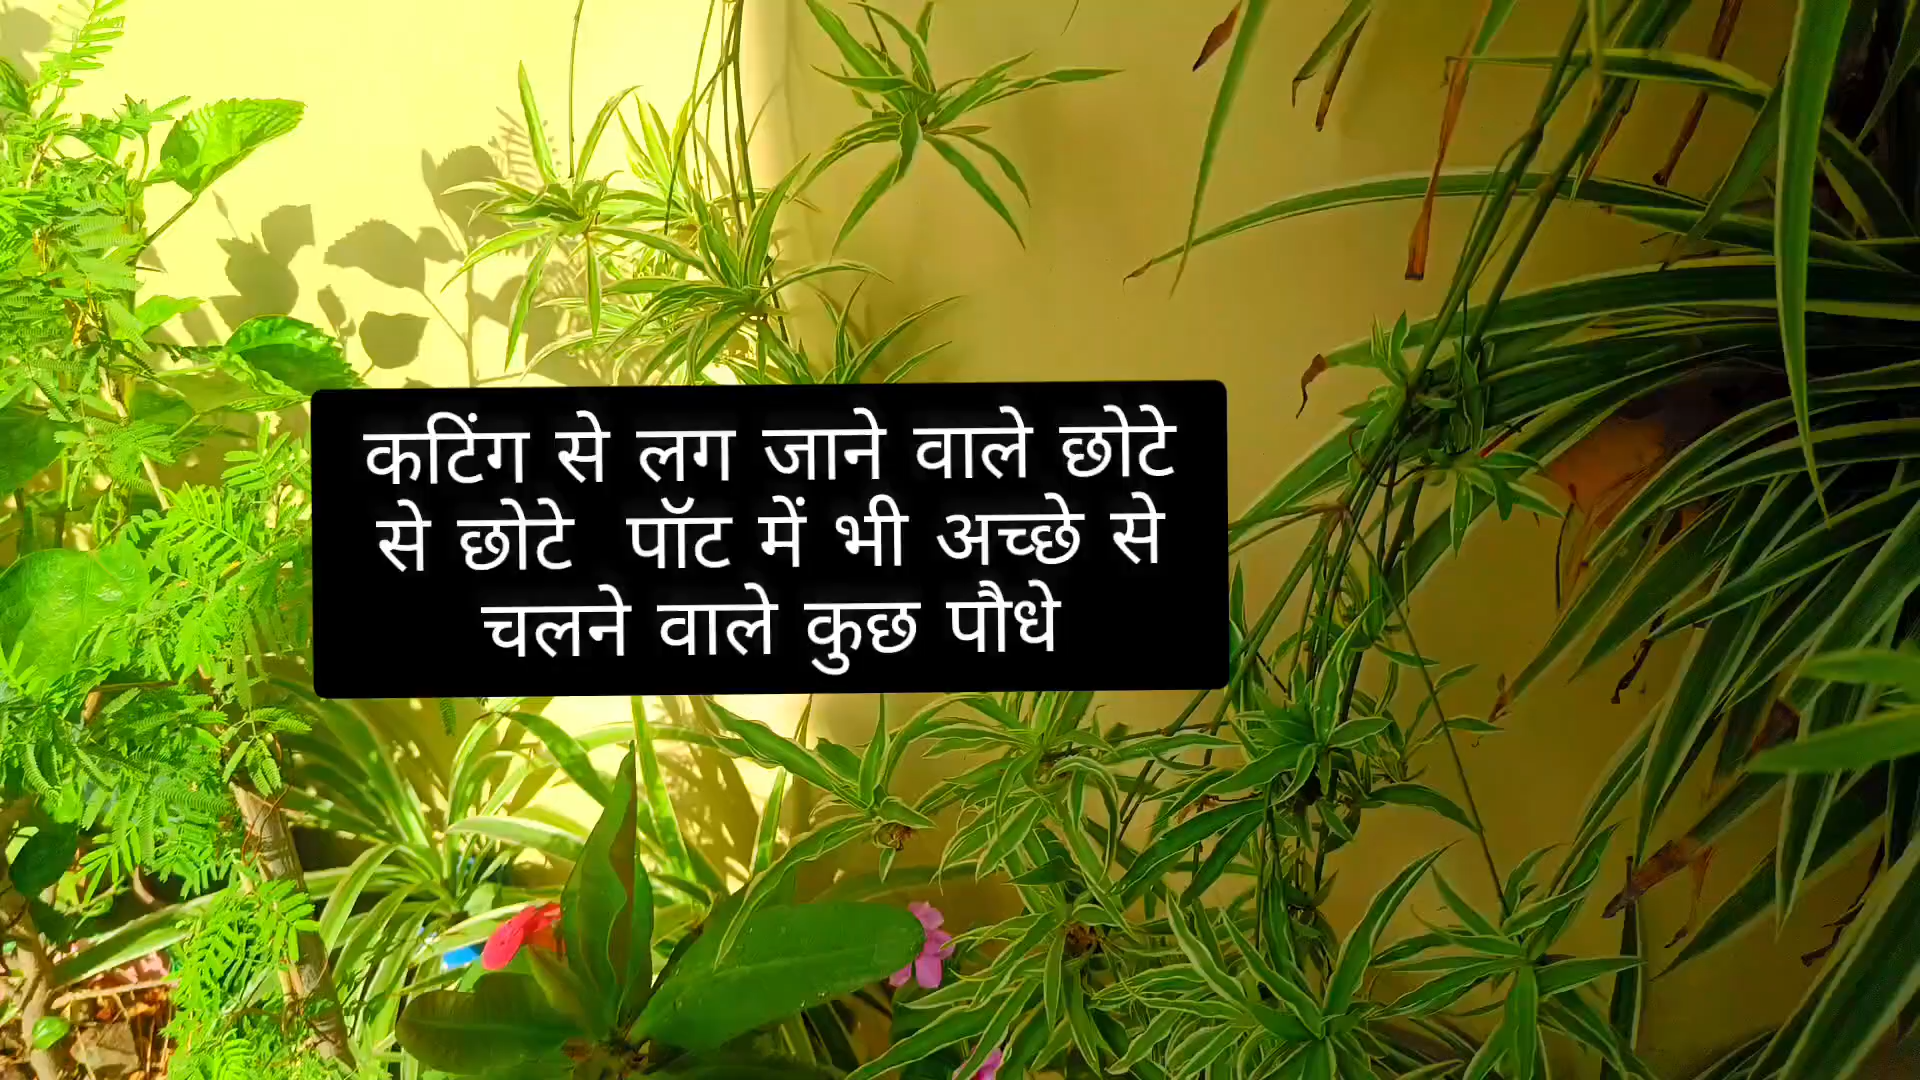 कटिंग से लग जाने वाले छोटे
से छोटे पॉट में भी अच्छे से
चलने वाले कुछ पौधे